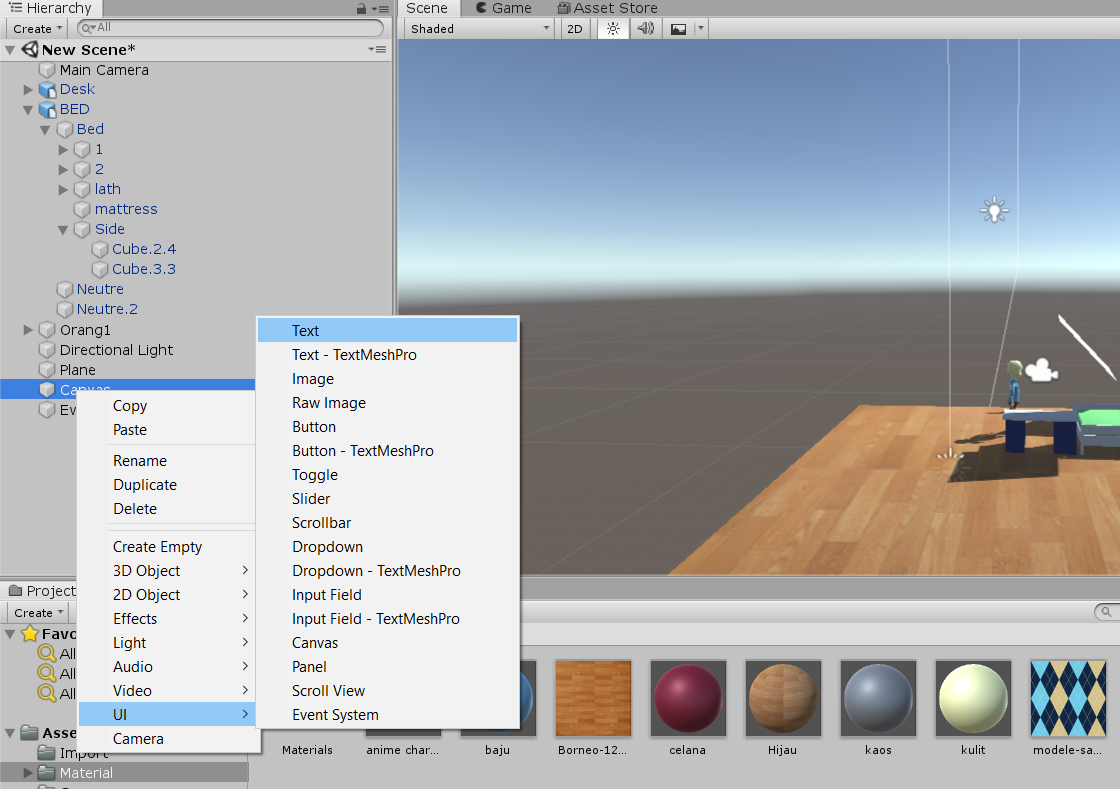 Hierarchy
Create
All
New Scene*
Main Camera
Desk
BED
Bed
1
2
lath
mattress
Side
Cube.2.4
Cube.3.3
Neutre
Neutre.2
Orang1
Directional Light
Plane
Canvas
Ev
Scene
Game
Asset Store
Shaded
2D
Copy
Paste
Rename
Duplicate
Delete
Create Empty
3D Object
2D Object
Effects
Light
Audio
Video
UI
Camera
Text
Text - TextMeshPro
Image
Raw Image
Button
Button - TextMeshPro
Toggle
Slider
Scrollbar
Dropdown
Dropdown - TextMeshPro
Input Field
Input Field - TextMeshPro
Canvas
Panel
Scroll View
Event System
Project
Create
Favo
All
All
All
Asse
Import
Material
Materials
anime char...
baju
Borneo-12...
celana
Hijau
kaos
kulit
modele-sa...